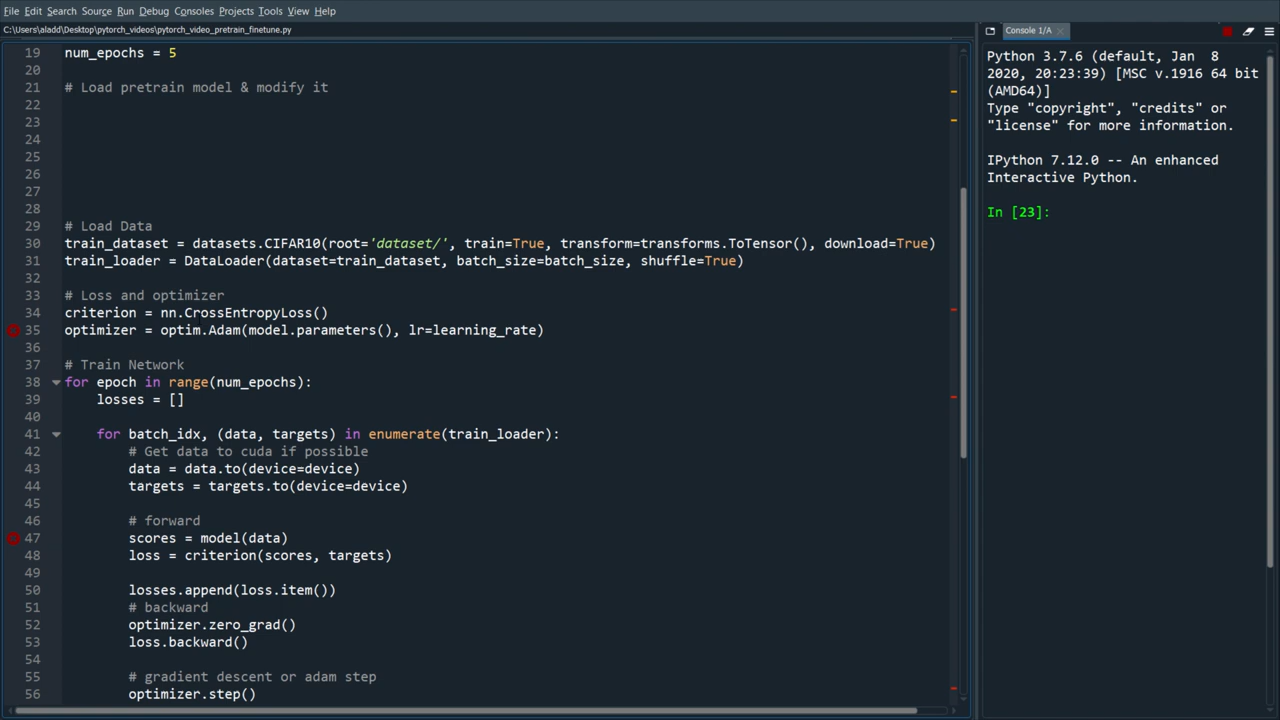 File Edit Search Source Run Debug Consoles Projects Tools View Help
C:\Users\aladd\Desktop\pytorch_videos\pytorch_video_pretrain_finetune.py
19 num_epochs = 5
20
21 # Load pretrain model & modify it
22
23
24
25
26
27
28
29 # Load Data
30 train_dataset = datasets.CIFAR10(root='dataset/', train=True, transform=transforms.ToTensor(), download=True)
31 train_loader = DataLoader(dataset=train_dataset, batch_size=batch_size, shuffle=True)
32
33 # Loss and optimizer
34 criterion = nn.CrossEntropyLoss()
35 optimizer = optim.Adam(model.parameters(), lr=learning_rate)
36
37 # Train Network
38 for epoch in range(num_epochs):
39     losses = []
40
41     for batch_idx, (data, targets) in enumerate(train_loader):
42         # Get data to cuda if possible
43         data = data.to(device=device)
44         targets = targets.to(device=device)
45
46         # forward
47         scores = model(data)
48         loss = criterion(scores, targets)
49
50         losses.append(loss.item())
51         # backward
52         optimizer.zero_grad()
53         loss.backward()
54
55         # gradient descent or adam step
56         optimizer.step()
Console 1/A
Python 3.7.6 (default, Jan 8
2020, 20:23:39) [MSC v.1916 64 bit
(AMD64)]
Type "copyright", "credits" or
"license" for more information.
IPython 7.12.0 -- An enhanced
Interactive Python.
In [23]: